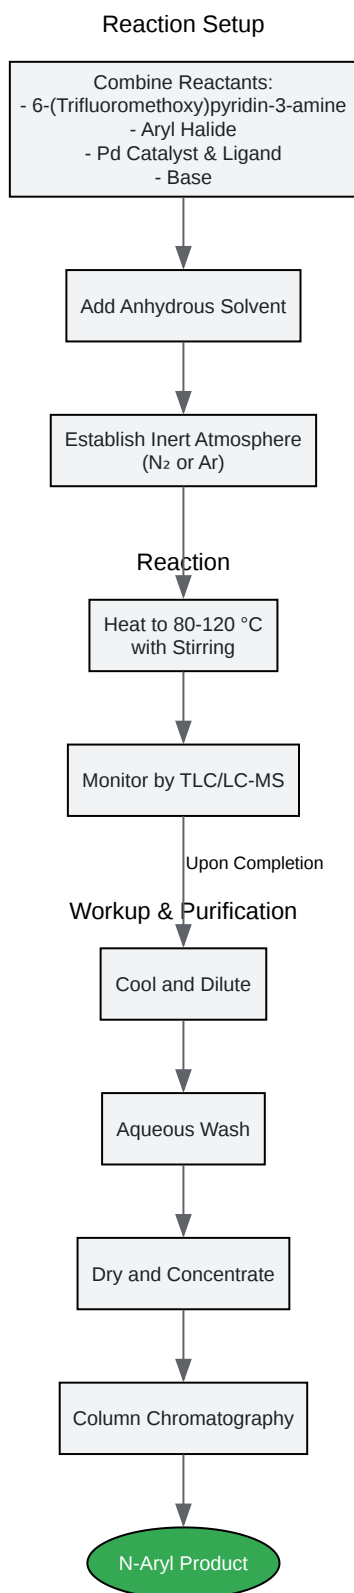 Reaction Setup
Combine Reactants:
- 6-(Trifluoromethoxy)pyridin-3-amine
- Aryl Halide
- Pd Catalyst & Ligand
- Base
Add Anhydrous Solvent
Establish Inert Atmosphere
(N₂ or Ar)
Reaction
Heat to 80-120 °C
with Stirring
Monitor by TLC/LC-MS
Upon Completion
Workup & Purification
Cool and Dilute
Aqueous Wash
Dry and Concentrate
Column Chromatography
N-Aryl Product